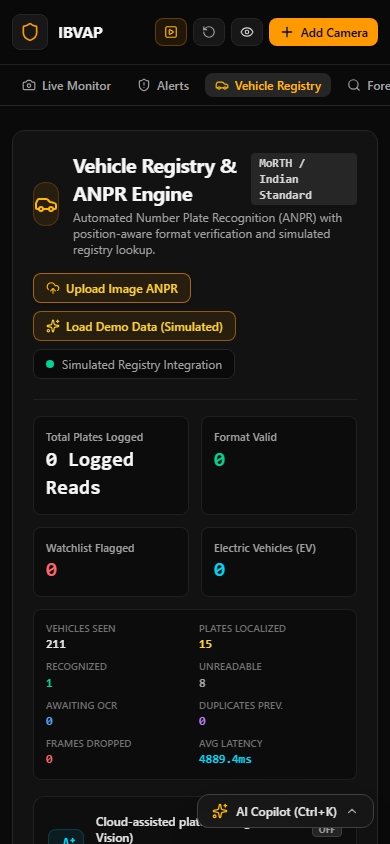 IBVAP
Add Camera
Live Monitor
Alerts
Vehicle Registry
Fore
Vehicle Registry &
ANPR Engine
MoRTH /
Indian
Standard
Automated Number Plate Recognition (ANPR) with
position-aware format verification and simulated
registry lookup.
Upload Image ANPR
Load Demo Data (Simulated)
Simulated Registry Integration
Total Plates Logged
0 Logged
Reads
Format Valid
0
Watchlist Flagged
0
Electric Vehicles (EV)
0
VEHICLES SEEN
211
PLATES LOCALIZED
15
RECOGNIZED
1
UNREADABLE
8
AWAITING OCR
0
DUPLICATES PREV.
0
FRAMES DROPPED
0
AVG LATENCY
4889.4ms
Cloud-assisted
Vision)
OFF
AI Copilot (Ctrl+K)